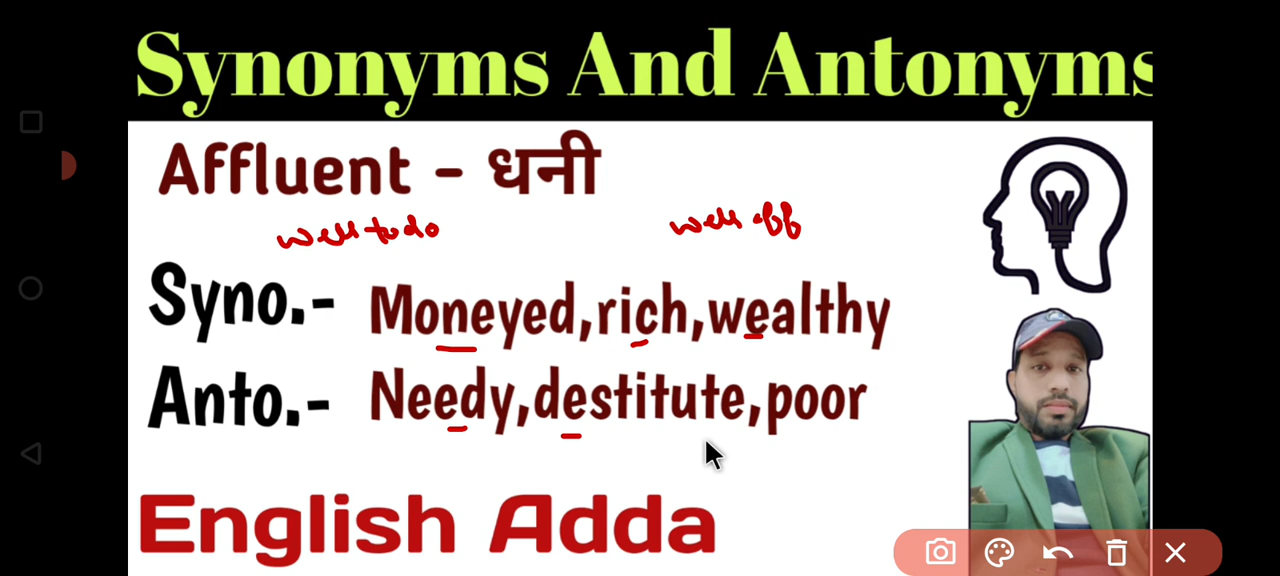 Synonyms And Antonyms
Affluent - धनी
well to do well off
Syno.- Moneyed,rich,wealthy
Anto.- Needy,destitute,poor
English Adda